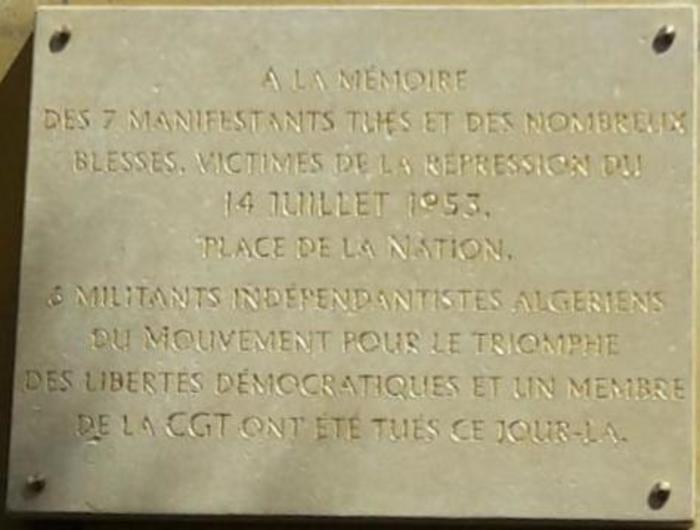 A LA MÉMOIRE
DES 7 MANIFESTANTS TUÉS ET DES NOMBREUX
BLESSÉS, VICTIMES DE LA RÉPRESSION DU
14 JUILLET 1953,
PLACE DE LA NATION.
6 MILITANTS INDÉPENDANTISTES ALGÉRIENS
DU MOUVEMENT POUR LE TRIOMPHE
DES LIBERTÉS DÉMOCRATIQUES ET UN MEMBRE
DE LA CGT ONT ÉTÉ TUÉS CE JOUR-LÀ.